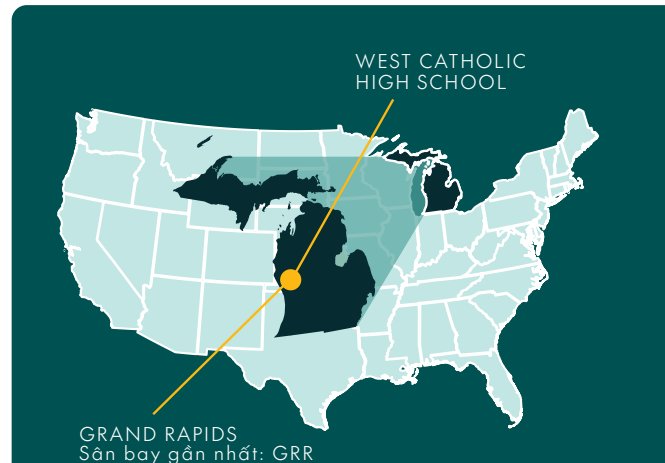 WEST CATHOLIC
HIGH SCHOOL
GRAND RAPIDS
Sân bay gần nhất: GRR